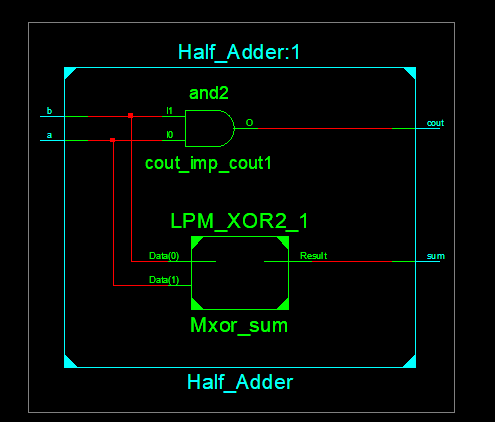 Half_Adder:1
and2
b
I1
O
cout
a
I0
cout_imp_cout1
LPM_XOR2_1
Data(0)
Result
sum
Data(1)
Mxor_sum
Half_Adder